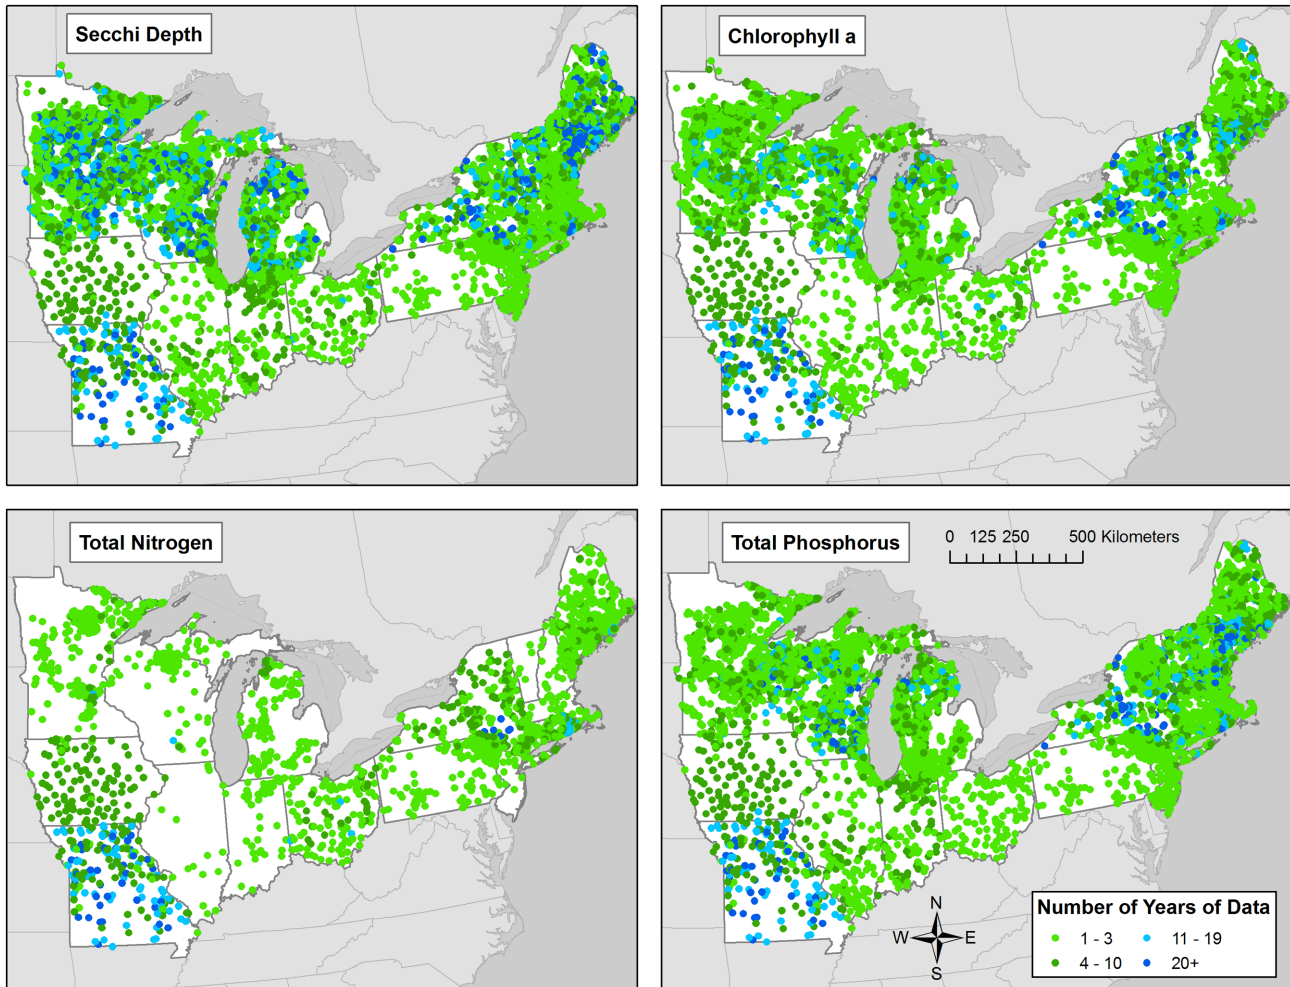 Secchi Depth
Chlorophyll a
Total Nitrogen
Total Phosphorus
0 125 250 500 Kilometers
N
W E
S
Number of Years of Data
1 - 3 11 - 19
4 - 10 20+